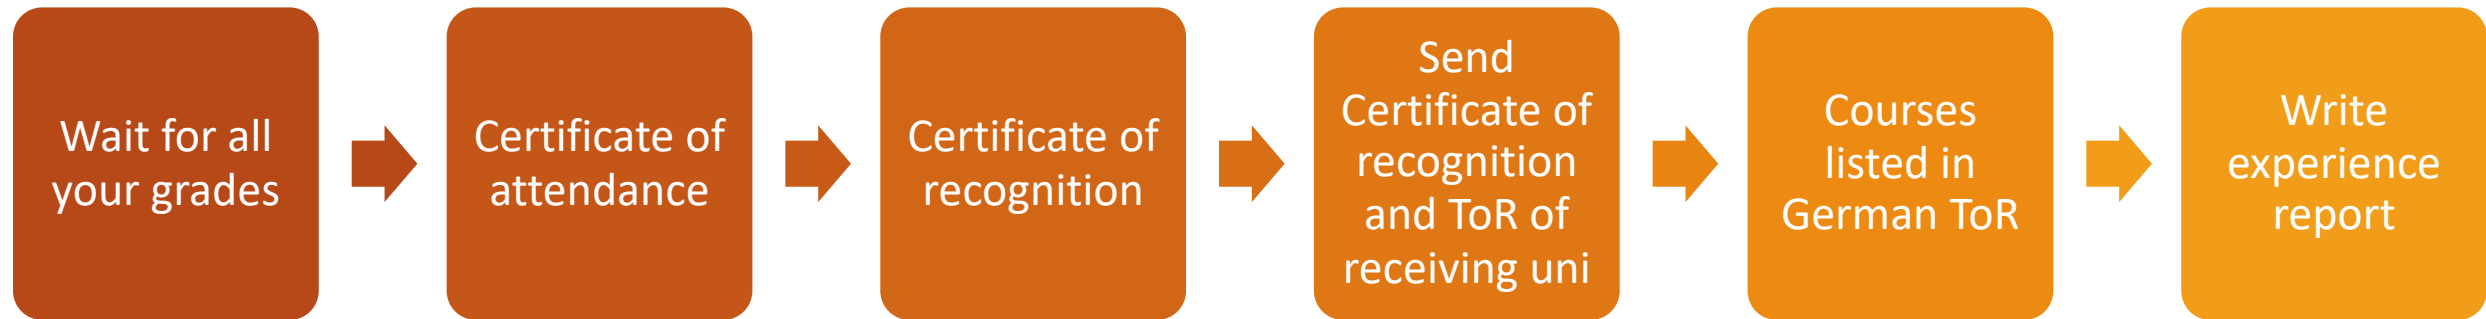 Wait for all
your grades
Certificate of
attendance
Certificate of
recognition
Send
Certificate of
recognition
and ToR of
receiving uni
Courses
listed in
German ToR
Write
experience
report